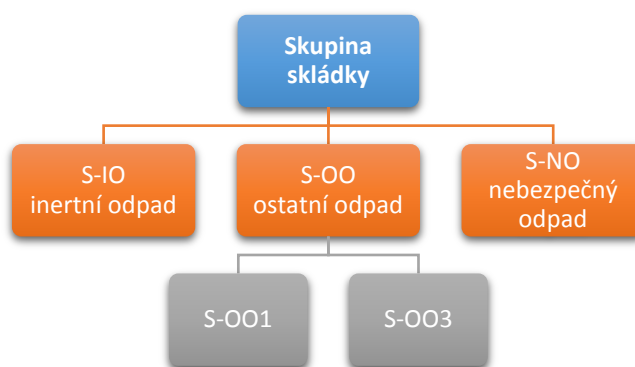 Skupina
skládky
S-IO
inertní odpad
S-OO
ostatní odpad
S-NO
nebezpečný
odpad
S-OO1
S-OO3